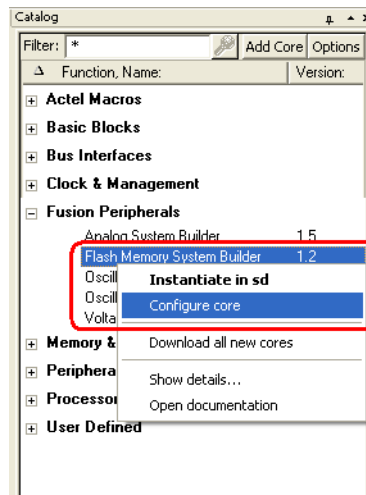 Catalog
Filter: * Add Core Options
Function, Name: Version:
Actel Macros
Basic Blocks
Bus Interfaces
Clock & Management
Fusion Peripherals
Analog System Builder 1.5
Flash Memory System Builder 1.2
Oscill
Instantiate in sd
Oscill
Configure core
Volta
Memory &
Download all new cores
Periphera
Show details...
Processor
Open documentation
User Defined